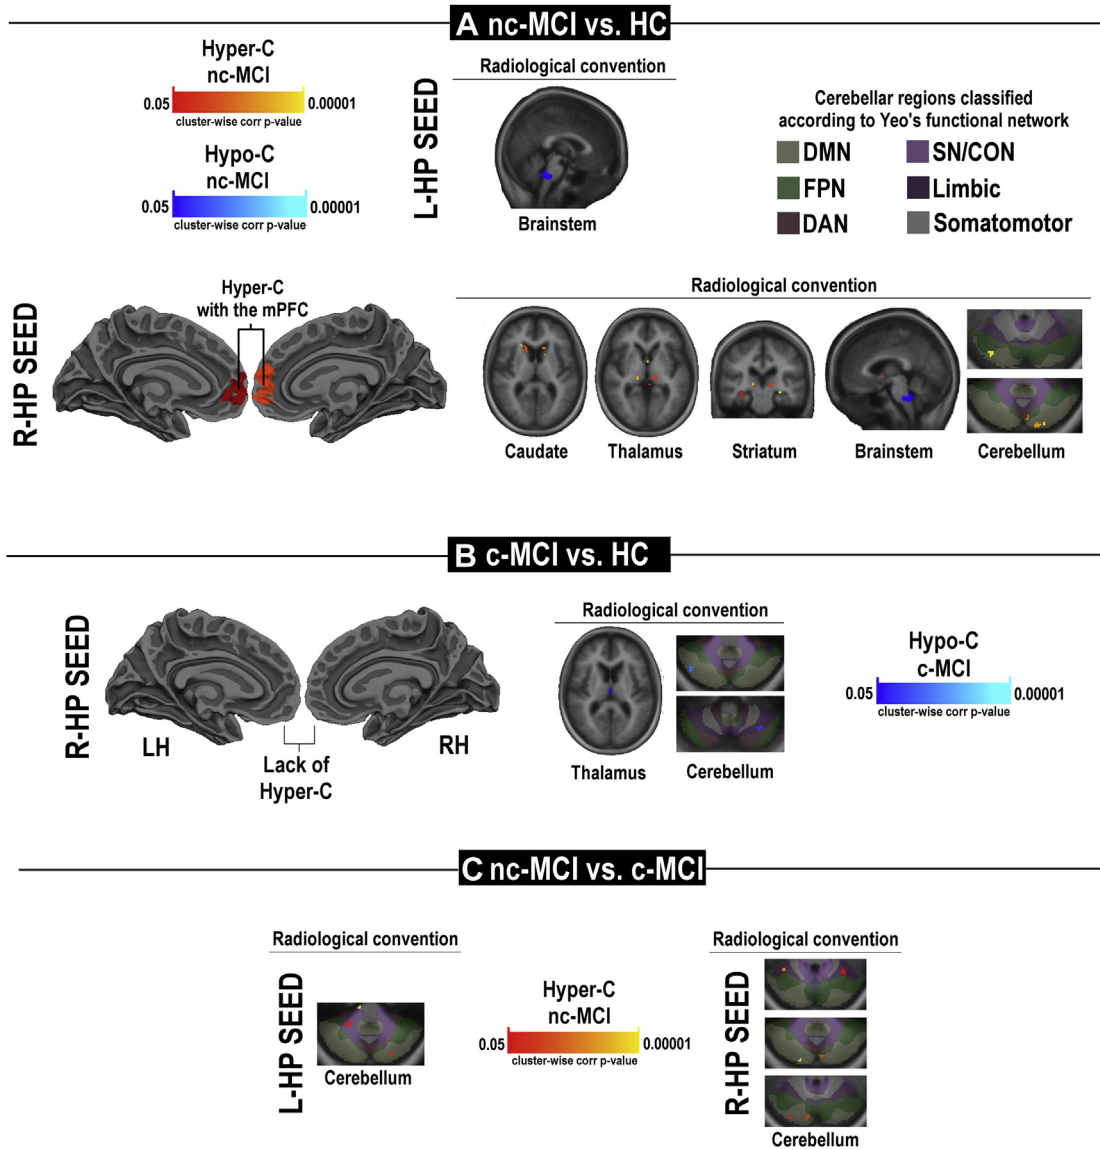 A nc-MCI vs. HC
Hyper-C
nc-MCI
0.05 0.00001
cluster-wise corr p-value
Hypo-C
nc-MCI
0.05 0.00001
cluster-wise corr p-value
L-HP SEED
Radiological convention
Brainstem
Cerebellar regions classified
according to Yeo's functional network
DMN SN/CON
FPN Limbic
DAN Somatomotor
R-HP SEED
Hyper-C
with the mPFC
Radiological convention
Caudate Thalamus Striatum Brainstem Cerebellum
B c-MCI vs. HC
R-HP SEED
LH RH
Lack of
Hyper-C
Radiological convention
Thalamus Cerebellum
Hypo-C
c-MCI
0.05 0.00001
cluster-wise corr p-value
C nc-MCI vs. c-MCI
Radiological convention
L-HP SEED
Cerebellum
Hyper-C
nc-MCI
0.05 0.00001
cluster-wise corr p-value
Radiological convention
R-HP SEED
Cerebellum